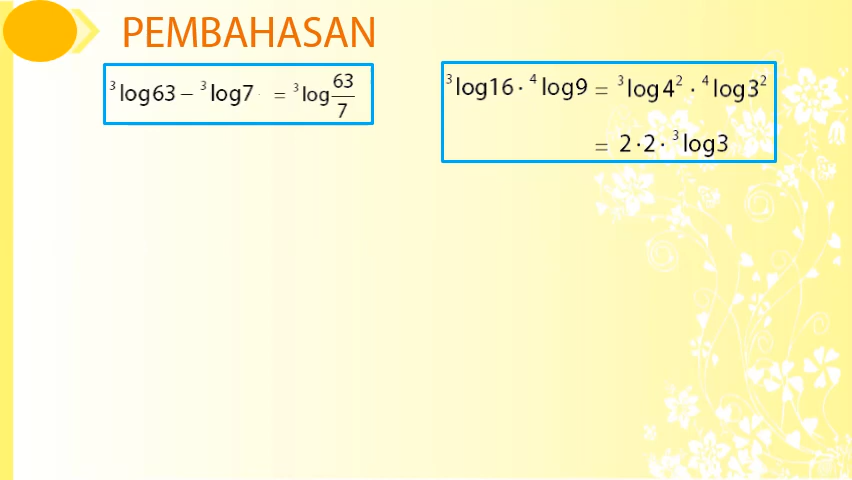 PEMBAHASAN
³log63 – ³log7 = ³log 63/7
³log16 · ⁴log9 = ³log4² · ⁴log3²
= 2·2· ³log3